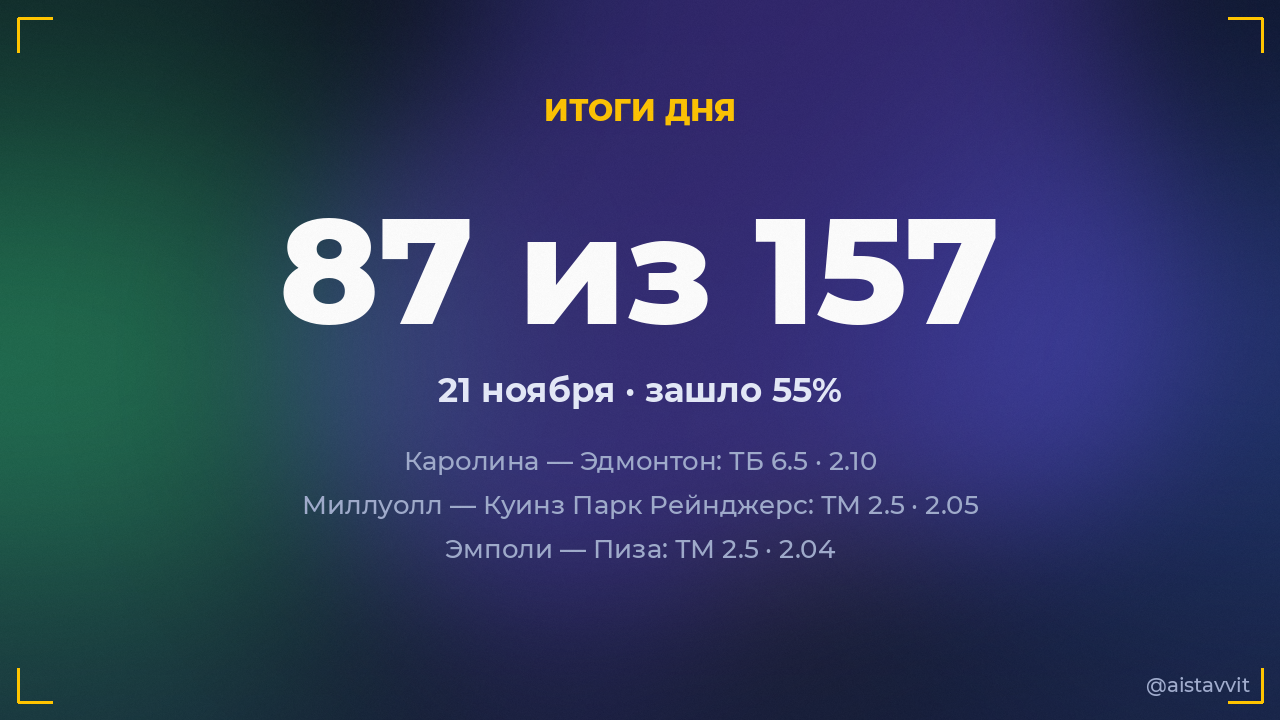 ИТОГИ ДНЯ
87 из 157
21 ноября · зашло 55%
Каролина — Эдмонтон: ТБ 6.5 · 2.10
Миллуолл — Куинз Парк Рейнджерс: ТМ 2.5 · 2.05
Эмполи — Пиза: ТМ 2.5 · 2.04
@aistavvit